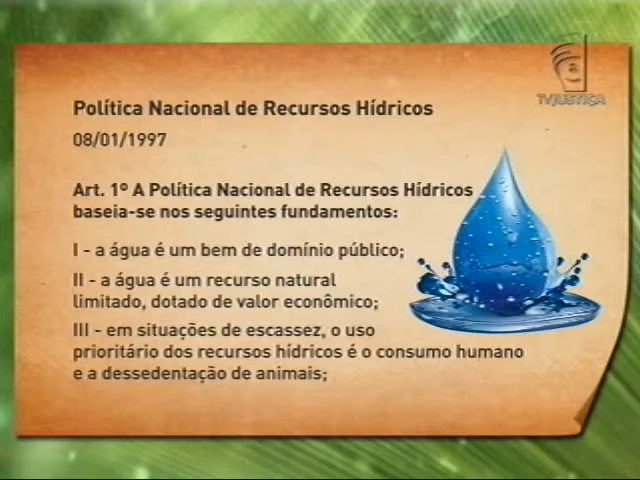 TVJUSTIÇA
Política Nacional de Recursos Hídricos
08/01/1997
Art. 1º A Política Nacional de Recursos Hídricos
baseia-se nos seguintes fundamentos:
I - a água é um bem de domínio público;
II - a água é um recurso natural
limitado, dotado de valor econômico;
III - em situações de escassez, o uso
prioritário dos recursos hídricos é o consumo humano
e a dessedentação de animais;